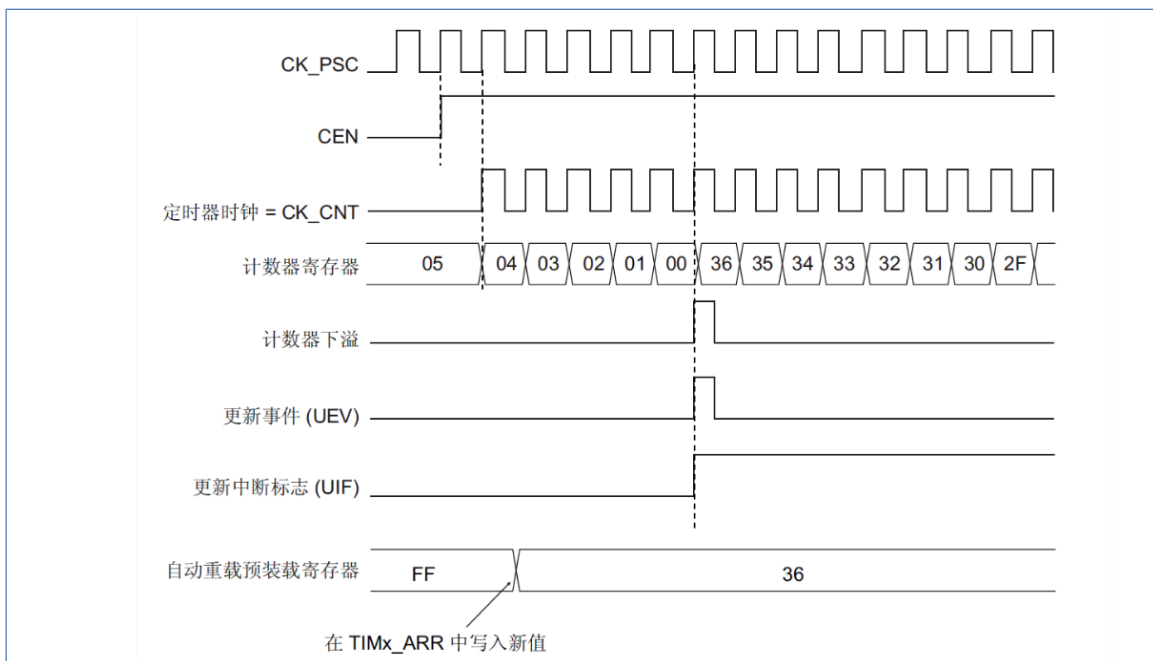 CK_PSC
CEN
定时器时钟 = CK_CNT
计数器寄存器 05 04 03 02 01 00 36 35 34 33 32 31 30 2F
计数器下溢
更新事件 (UEV)
更新中断标志 (UIF)
自动重载预装载寄存器 FF 36
在 TIMx_ARR 中写入新值